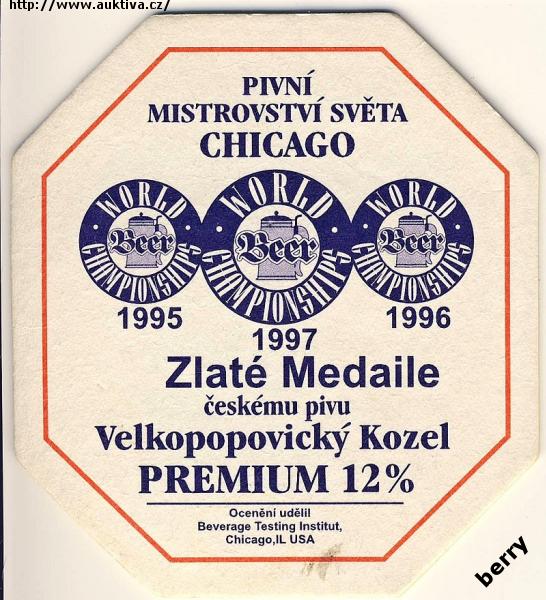 http://www.auktiva.cz/
PIVNÍ
MISTROVSTVÍ SVĚTA
CHICAGO
WORLD
Beer
CHAMPIONSHIPS
WORLD
Beer
CHAMPIONSHIPS
WORLD
Beer
CHAMPIONSHIPS
1995
1997
1996
Zlaté Medaile
českému pivu
Velkopopovický Kozel
PREMIUM 12%
Ocenění udělil
Beverage Testing Institut,
Chicago,IL USA
berry